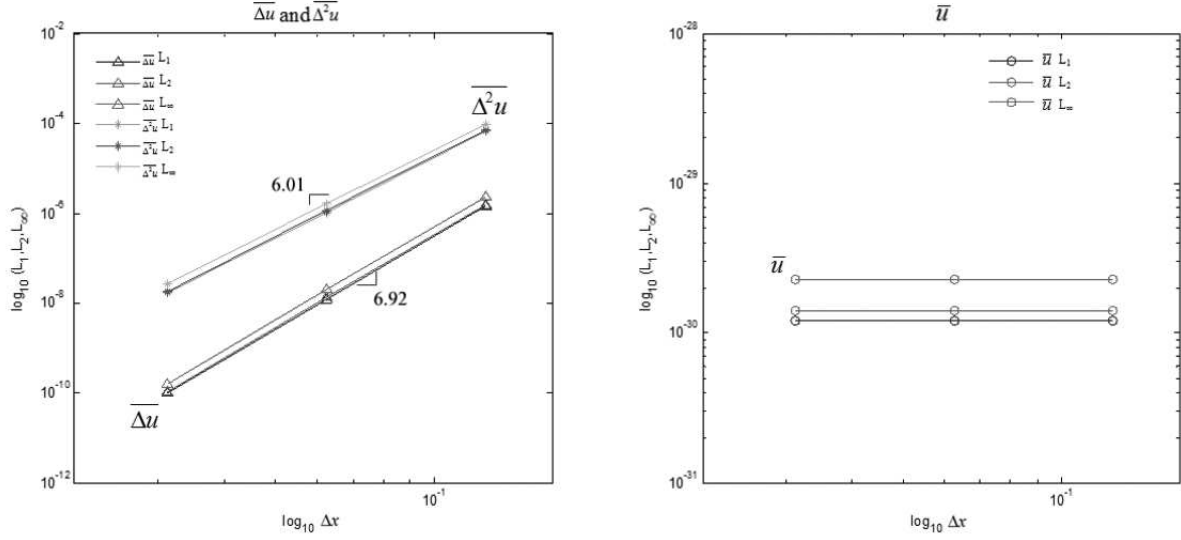 Δu and Δ²u
10⁻²
10⁻⁴
10⁻⁶
10⁻⁸
10⁻¹⁰
10⁻¹²
log₁₀ (L₁,L₂,L∞)
Δu L₁
Δu L₂
Δu L∞
Δ²u L₁
Δ²u L₂
Δ²u L∞
Δ²u
6.01
6.92
Δu
10⁻¹
log₁₀ Δx
u̅
10⁻²⁸
10⁻²⁹
10⁻³⁰
10⁻³¹
log₁₀ (L₁,L₂,L∞)
u̅ L₁
u̅ L₂
u̅ L∞
u̅
10⁻¹
log₁₀ Δx